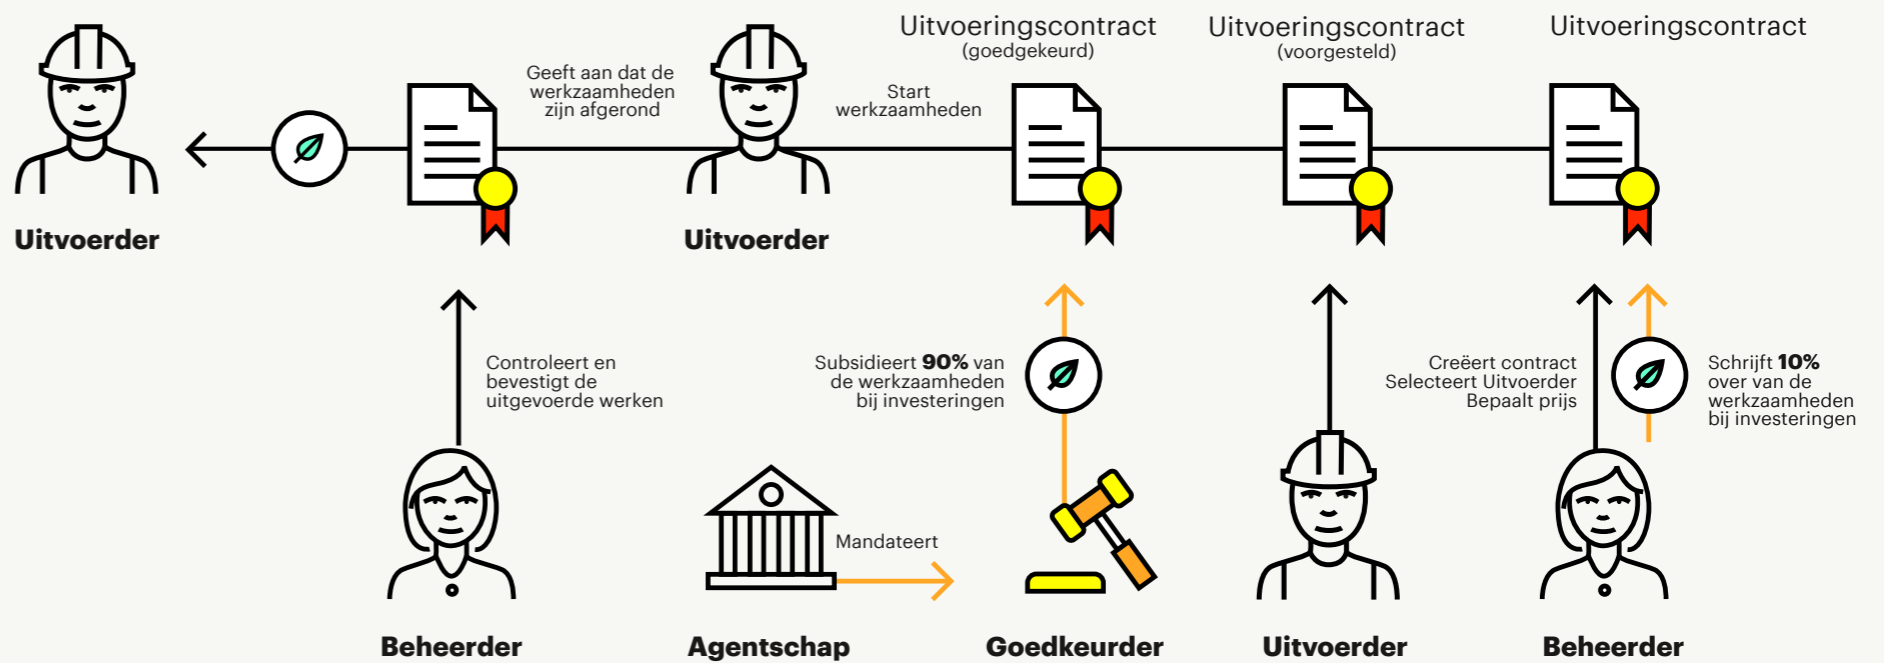 Uitvoeringscontract
(goedgekeurd)
Uitvoeringscontract
(voorgesteld)
Uitvoeringscontract
Geeft aan dat de
werkzaamheden
zijn afgerond
Start
werkzaamheden
Uitvoerder
Uitvoerder
Controleert en
bevestigt de
uitgevoerde werken
Subsidieert 90% van
de werkzaamheden
bij investeringen
Creëert contract
Selecteert Uitvoerder
Bepaalt prijs
Schrijft 10%
over van de
werkzaamheden
bij investeringen
Mandateert
Beheerder
Agentschap
Goedkeurder
Uitvoerder
Beheerder